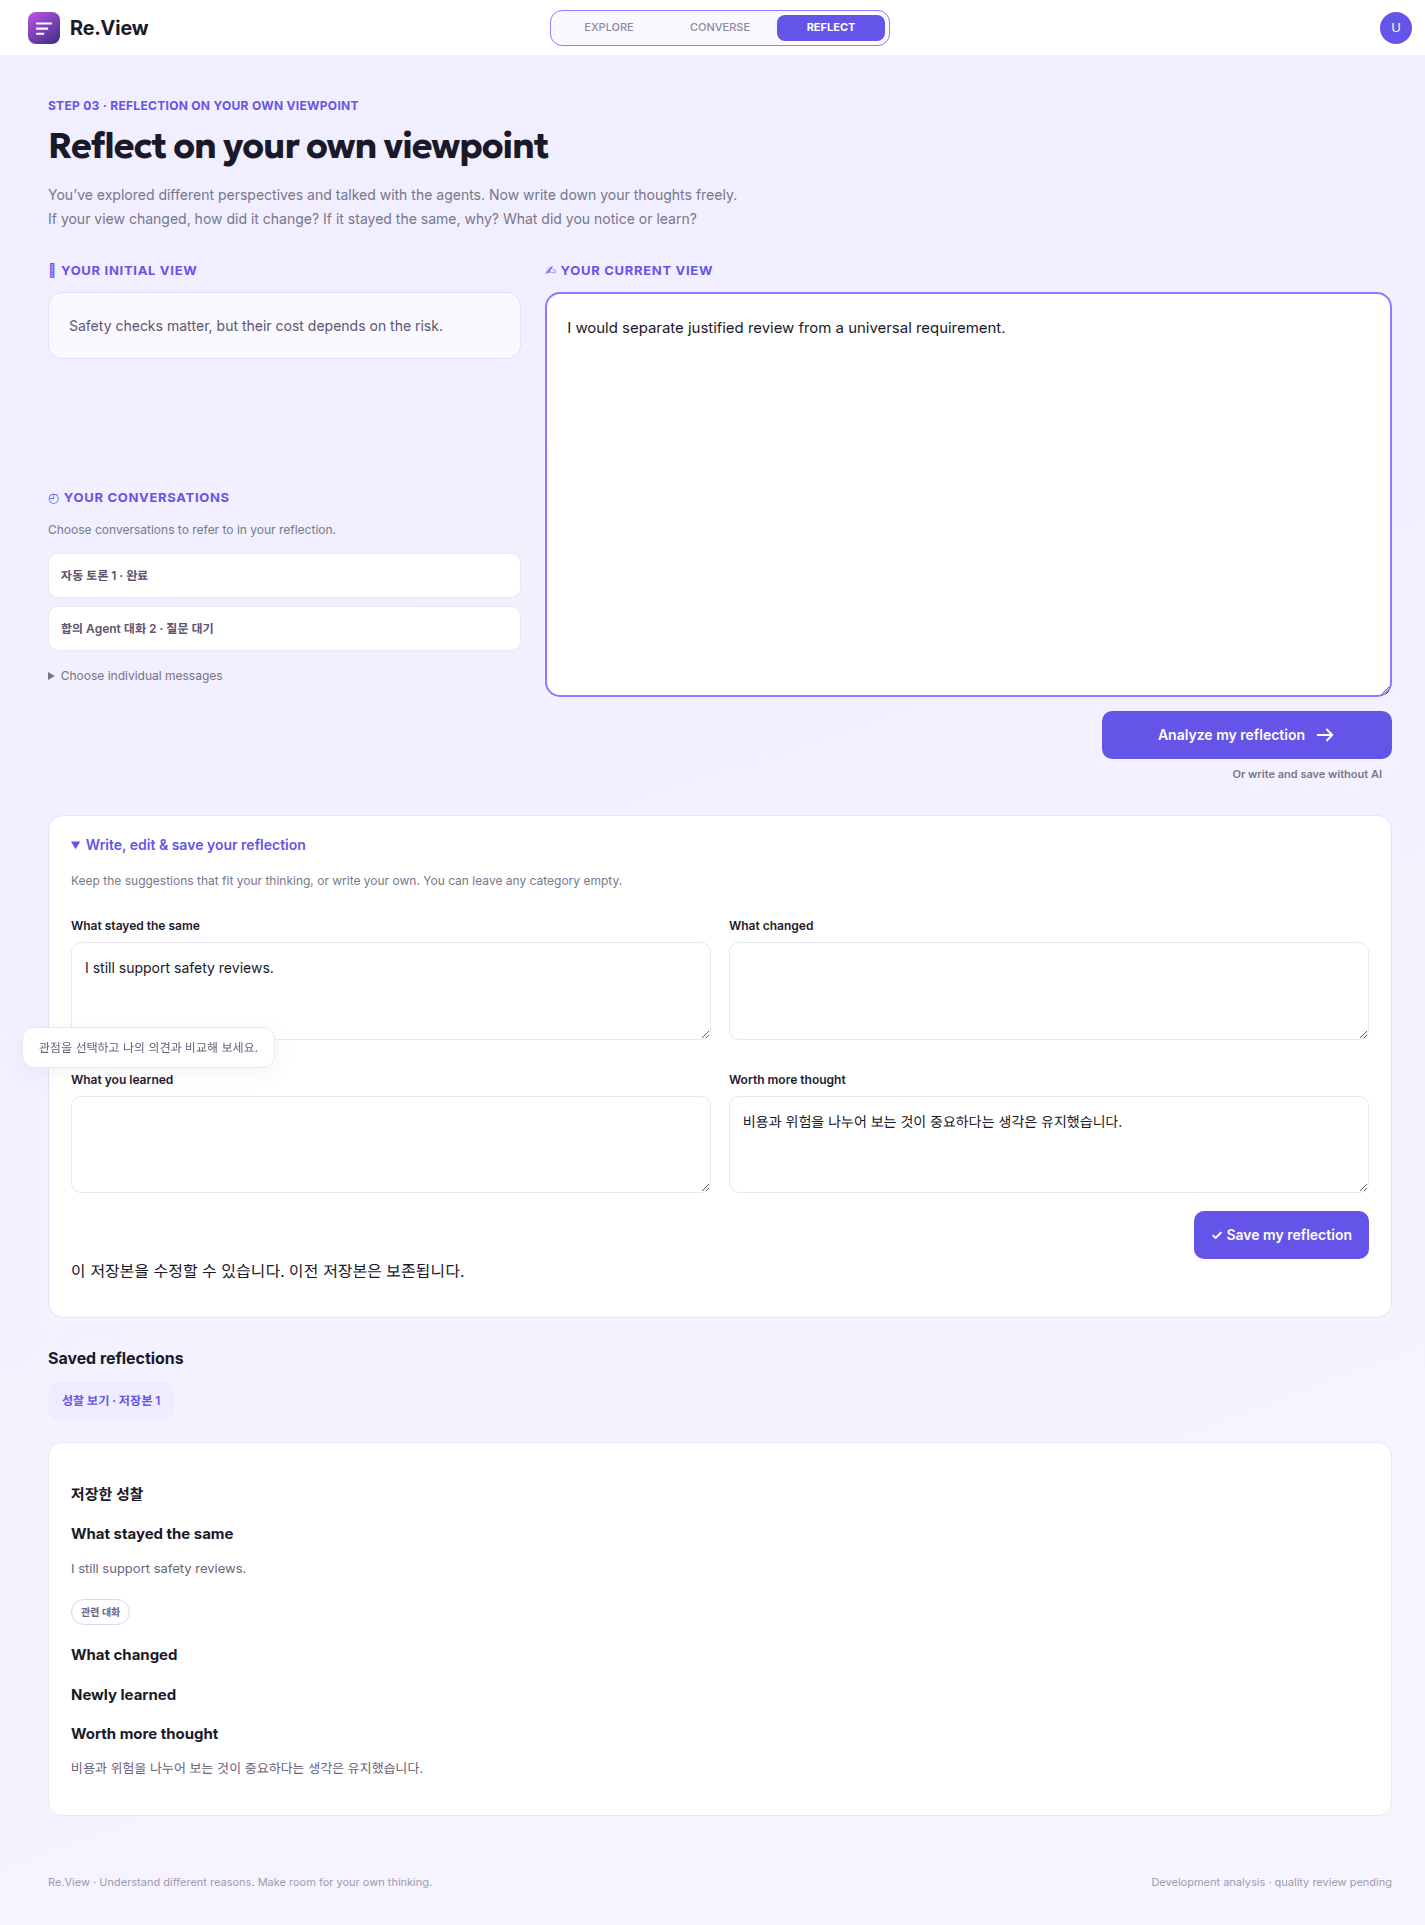 Re.View
EXPLORE
CONVERSE
REFLECT
U
STEP 03 · REFLECTION ON YOUR OWN VIEWPOINT
Reflect on your own viewpoint
You’ve explored different perspectives and talked with the agents. Now write down your thoughts freely.
If your view changed, how did it change? If it stayed the same, why? What did you notice or learn?
YOUR INITIAL VIEW
Safety checks matter, but their cost depends on the risk.
◴ YOUR CONVERSATIONS
Choose conversations to refer to in your reflection.
자동 토론 1 · 완료
합의 Agent 대화 2 · 질문 대기
▶ Choose individual messages
✍ YOUR CURRENT VIEW
I would separate justified review from a universal requirement.
Analyze my reflection →
Or write and save without AI
▼ Write, edit & save your reflection
Keep the suggestions that fit your thinking, or write your own. You can leave any category empty.
What stayed the same
I still support safety reviews.
What changed
관점을 선택하고 나의 의견과 비교해 보세요.
What you learned
Worth more thought
비용과 위험을 나누어 보는 것이 중요하다는 생각은 유지했습니다.
✓ Save my reflection
이 저장본을 수정할 수 있습니다. 이전 저장본은 보존됩니다.
Saved reflections
성찰 보기 · 저장본 1
저장한 성찰
What stayed the same
I still support safety reviews.
관련 대화
What changed
Newly learned
Worth more thought
비용과 위험을 나누어 보는 것이 중요하다는 생각은 유지했습니다.
Re.View · Understand different reasons. Make room for your own thinking.
Development analysis · quality review pending